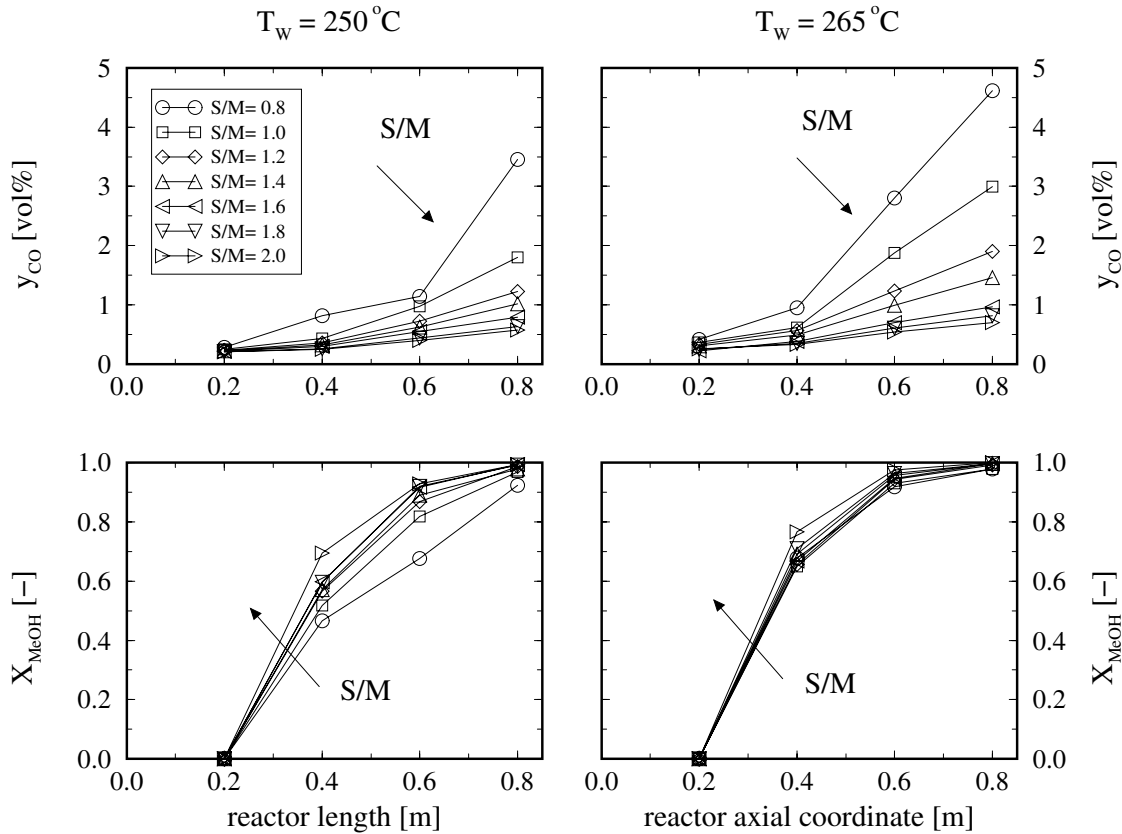 T_W = 250 °C
T_W = 265 °C
5
4
3
2
1
0
y_CO [vol%]
S/M= 0.8
S/M= 1.0
S/M= 1.2
S/M= 1.4
S/M= 1.6
S/M= 1.8
S/M= 2.0
S/M
0.0 0.2 0.4 0.6 0.8
S/M
5
4
3
2
1
0
y_CO [vol%]
0.0 0.2 0.4 0.6 0.8
1.0
0.8
0.6
0.4
0.2
0.0
X_MeOH [−]
S/M
0.0 0.2 0.4 0.6 0.8
reactor length [m]
S/M
1.0
0.8
0.6
0.4
0.2
0.0
X_MeOH [−]
0.0 0.2 0.4 0.6 0.8
reactor axial coordinate [m]